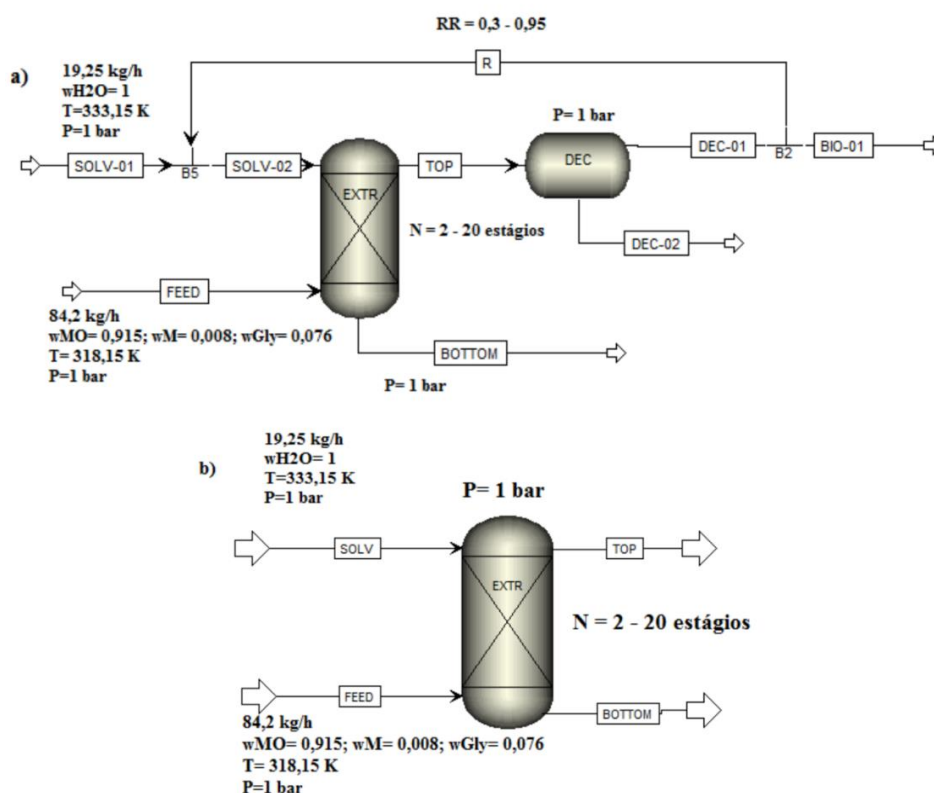 RR = 0,3 - 0,95
a)
19,25 kg/h
wH2O= 1
T=333,15 K
P=1 bar
R
P= 1 bar
SOLV-01
B5
SOLV-02
TOP
DEC
DEC-01
B2
BIO-01
EXTR
N = 2 - 20 estágios
DEC-02
FEED
84,2 kg/h
wMO= 0,915; wM= 0,008; wGly= 0,076
T= 318,15 K
P=1 bar
BOTTOM
P= 1 bar
b)
19,25 kg/h
wH2O= 1
T=333,15 K
P=1 bar
P= 1 bar
SOLV
TOP
EXTR
N = 2 - 20 estágios
FEED
BOTTOM
84,2 kg/h
wMO= 0,915; wM= 0,008; wGly= 0,076
T= 318,15 K
P=1 bar